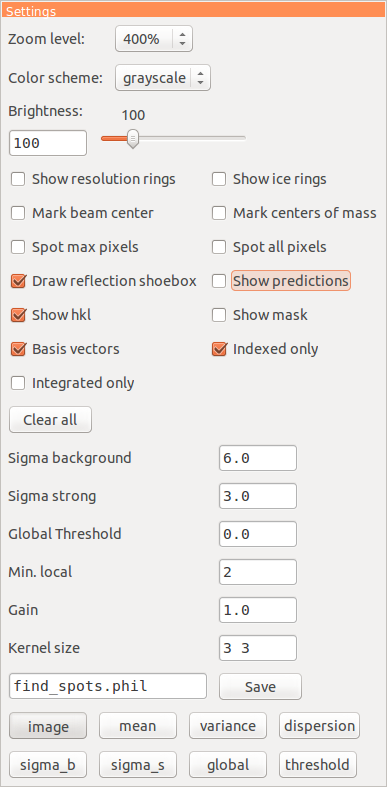 Settings
Zoom level: 400%
Color scheme: grayscale
Brightness: 100
100
Show resolution rings Show ice rings
Mark beam center Mark centers of mass
Spot max pixels Spot all pixels
Draw reflection shoebox Show predictions
Show hkl Show mask
Basis vectors Indexed only
Integrated only
Clear all
Sigma background 6.0
Sigma strong 3.0
Global Threshold 0.0
Min. local 2
Gain 1.0
Kernel size 3 3
find_spots.phil Save
image mean variance dispersion
sigma_b sigma_s global threshold